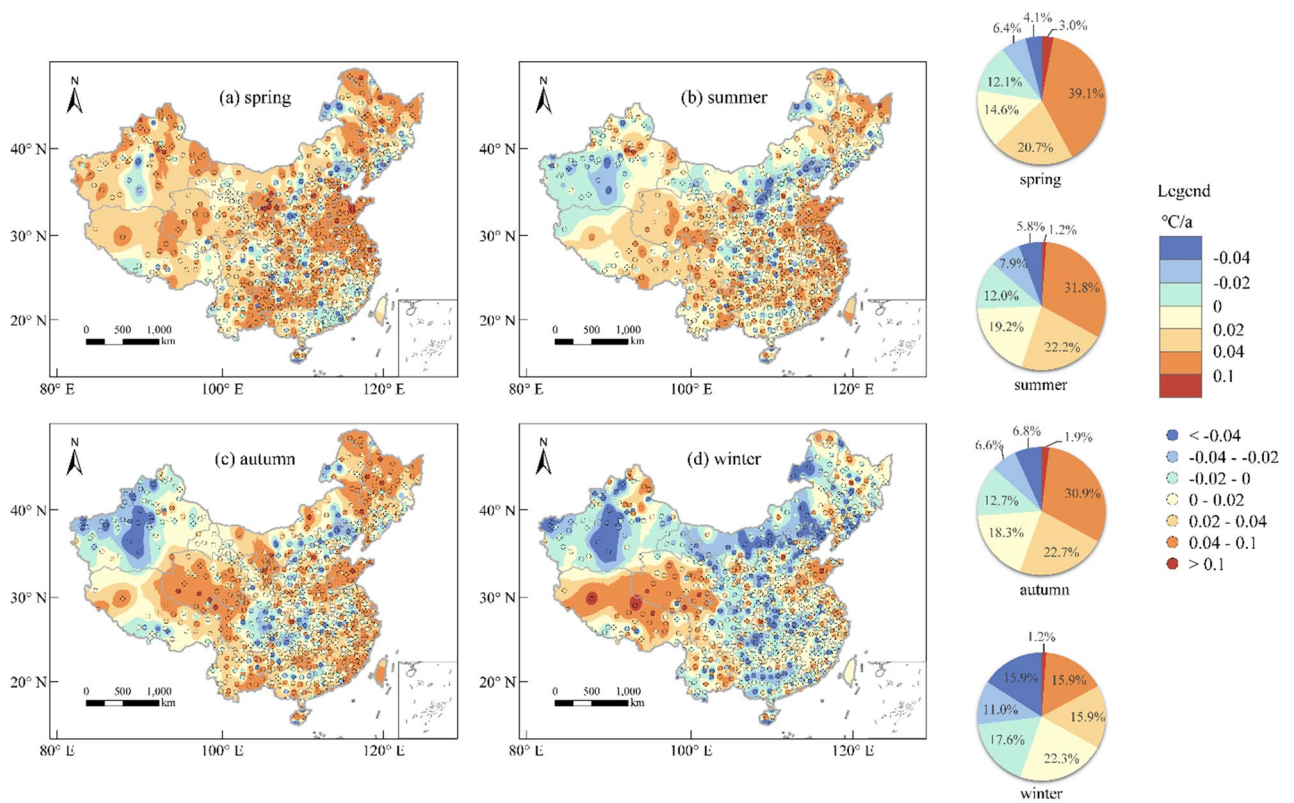 N
(a) spring
40° N
30° N
20° N
0 500 1,000
km
80° E
100° E
120° E
N
(b) summer
40° N
30° N
20° N
0 500 1,000
km
80° E
100° E
120° E
N
(c) autumn
40° N
30° N
20° N
0 500 1,000
km
80° E
100° E
120° E
N
(d) winter
40° N
30° N
20° N
0 500 1,000
km
80° E
100° E
120° E
4.1%
6.4%
3.0%
12.1%
39.1%
14.6%
20.7%
spring
5.8%
1.2%
7.9%
12.0%
31.8%
19.2%
22.2%
summer
6.8%
1.9%
6.6%
12.7%
30.9%
18.3%
22.7%
autumn
1.2%
15.9%
15.9%
11.0%
15.9%
17.6%
22.3%
winter
Legend
°C/a
-0.04
-0.02
0
0.02
0.04
0.1
< -0.04
-0.04 - -0.02
-0.02 - 0
0 - 0.02
0.02 - 0.04
0.04 - 0.1
> 0.1